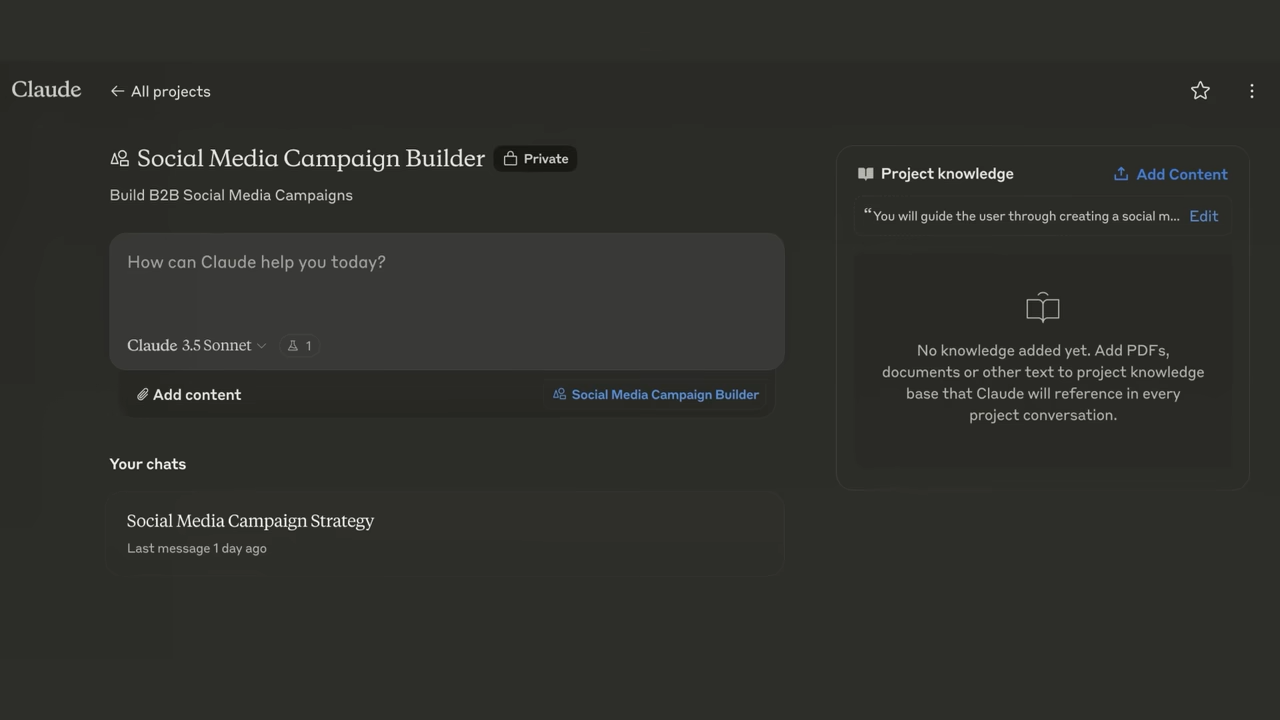 Claude
← All projects
Social Media Campaign Builder
Private
Build B2B Social Media Campaigns
How can Claude help you today?
Claude 3.5 Sonnet
1
Add content
Social Media Campaign Builder
Your chats
Social Media Campaign Strategy
Last message 1 day ago
Project knowledge
Add Content
“You will guide the user through creating a social m...
Edit
No knowledge added yet. Add PDFs,
documents or other text to project knowledge
base that Claude will reference in every
project conversation.